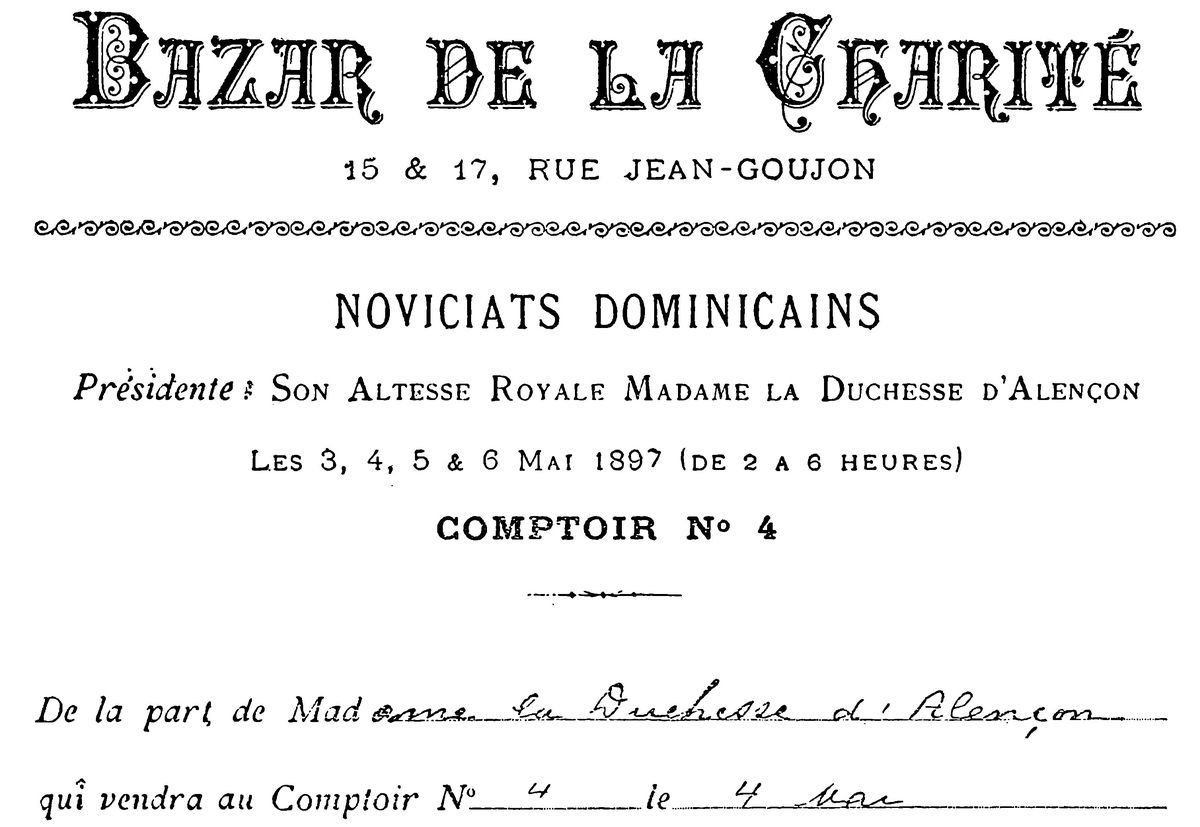 BAZAR DE LA CHARITÉ
15 & 17, RUE JEAN-GOUJON
NOVICIATS DOMINICAINS
Présidente : SON ALTESSE ROYALE MADAME LA DUCHESSE D'ALENÇON
LES 3, 4, 5 & 6 MAI 1897 (DE 2 A 6 HEURES)
COMPTOIR Nº 4
De la part de Madame la Duchesse d'Alençon
qui vendra au Comptoir Nº 4 le 4 Mai